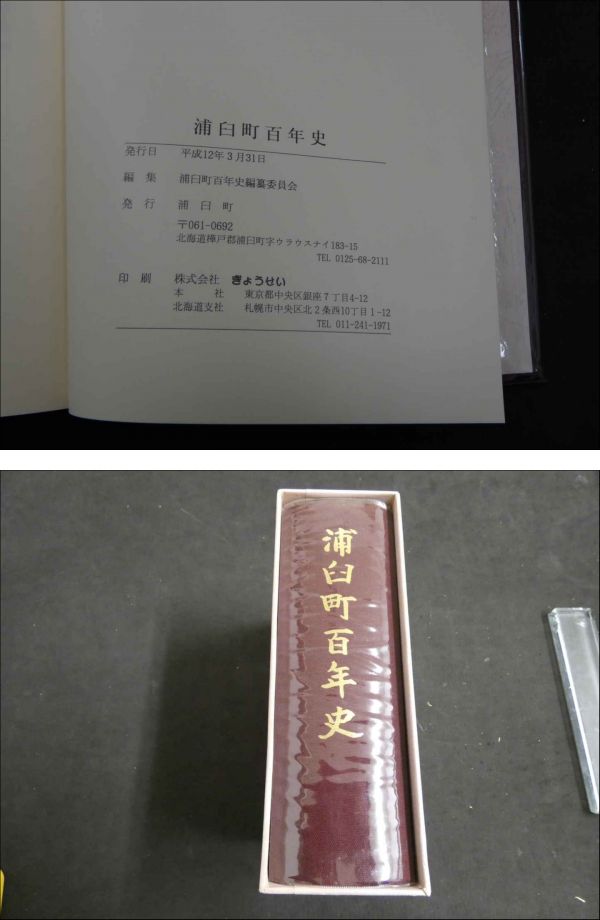 浦臼町百年史
発行日 平成12年3月31日
編集 浦臼町百年史編纂委員会
発行 浦臼町
〒061-0692
北海道樺戸郡浦臼町字ウラウスナイ183-15
TEL 0125-68-2111
印刷 株式会社 ぎょうせい
本社 東京都中央区銀座7丁目4-12
北海道支社 札幌市中央区北2条西10丁目1-12
TEL 011-241-1971
浦臼町百年史